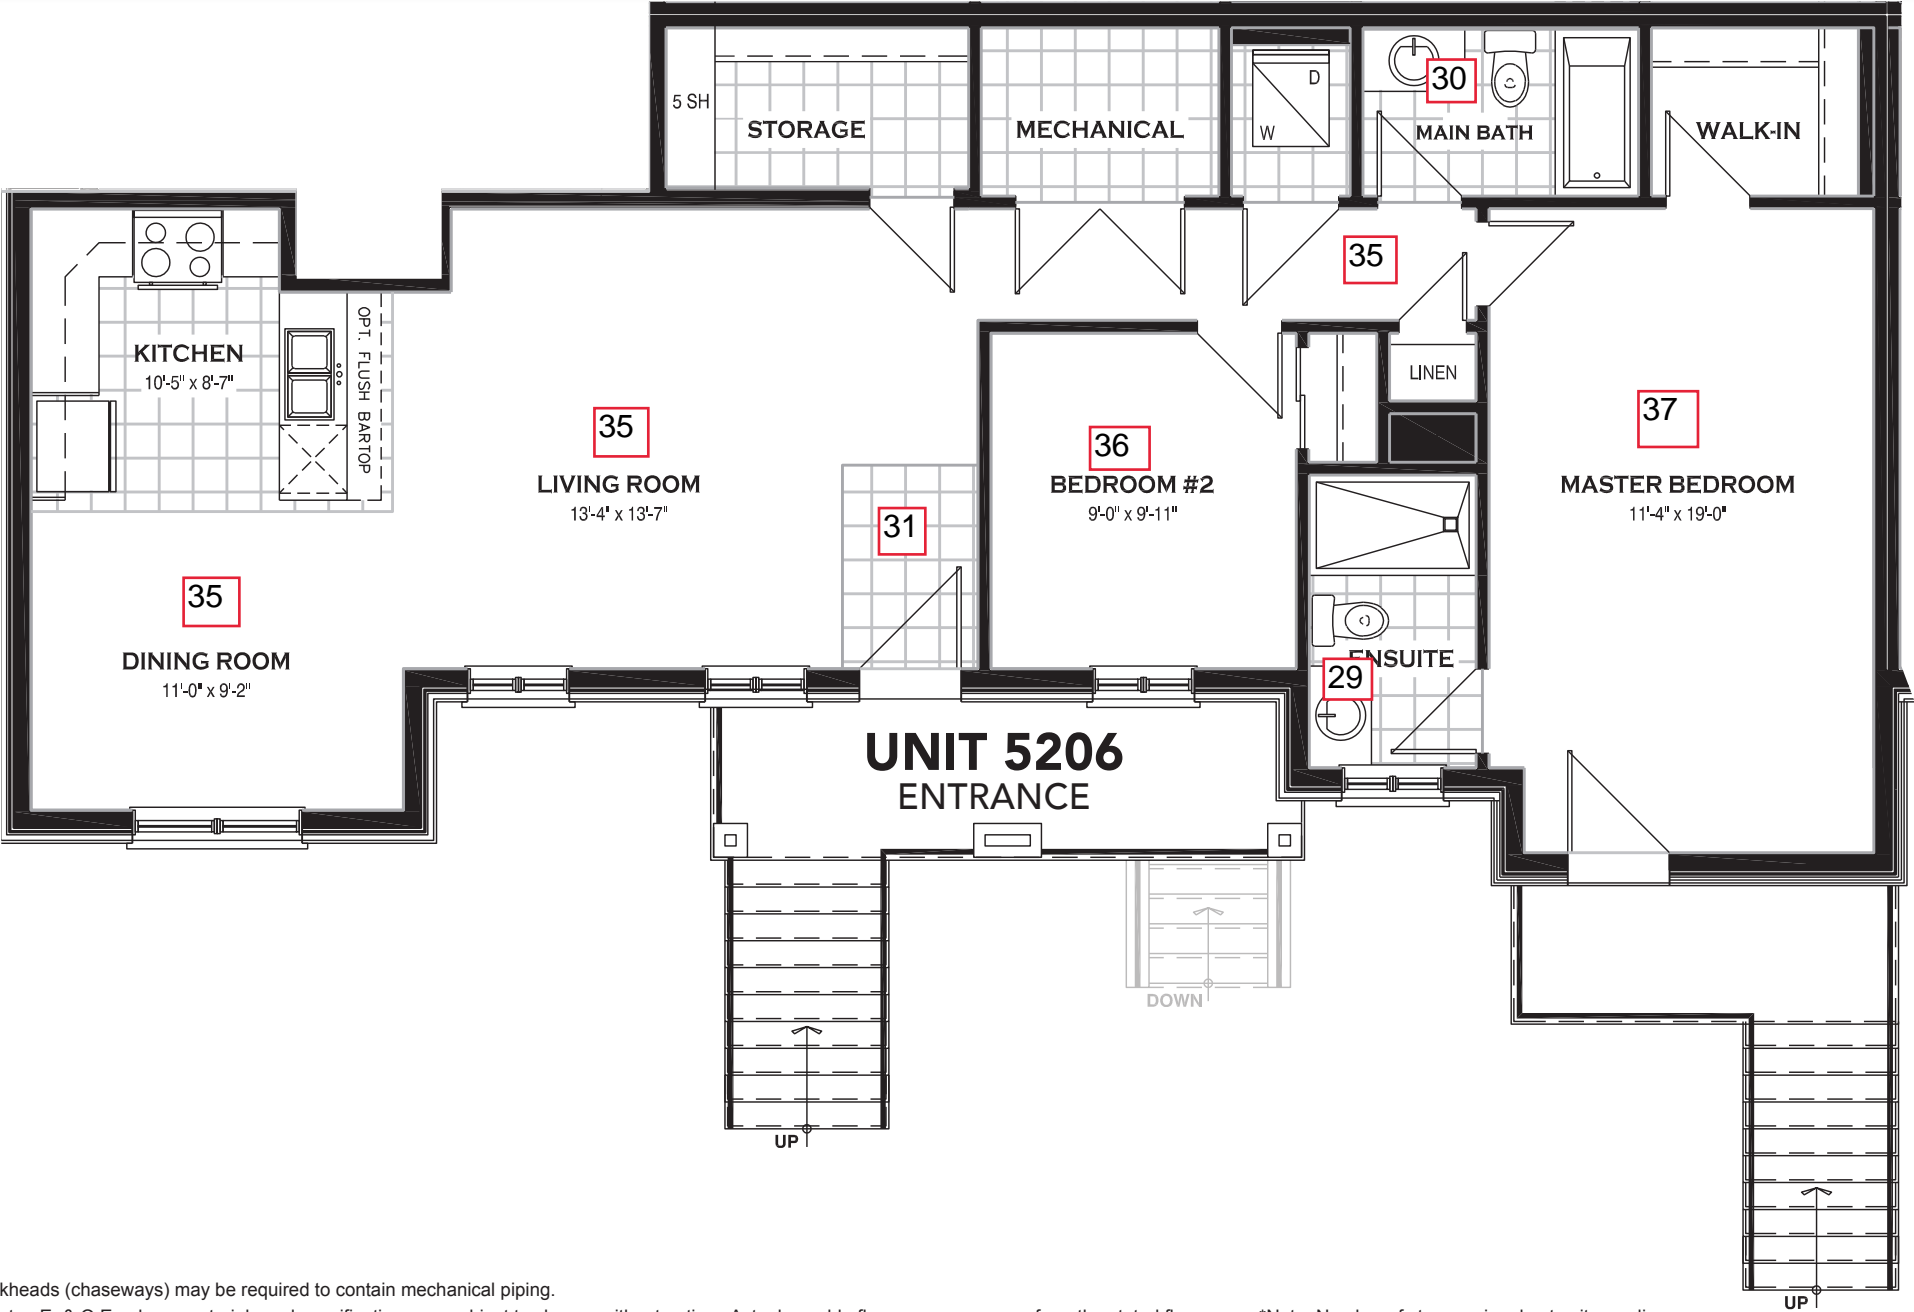 5 SH
STORAGE
MECHANICAL
D
W
30
MAIN BATH
WALK-IN
35
KITCHEN
10'-5" x 8'-7"
OPT. FLUSH BARTOP
35
LIVING ROOM
13'-4" x 13'-7"
31
36
BEDROOM #2
9'-0" x 9'-11"
LINEN
37
MASTER BEDROOM
11'-4" x 19'-0"
35
DINING ROOM
11'-0" x 9'-2"
ENSUITE
29
UNIT 5206
ENTRANCE
DOWN
UP
UP
kheads (chaseways) may be required to contain mechanical piping.